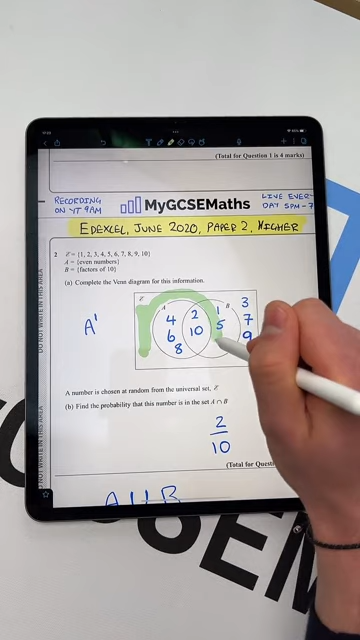 (Total for Question 1 is 4 marks)
RECORDING
ON YT 9AM
MyGCSEMaths
LIVE EVERY
DAY 5PM-7
EDEXCEL, JUNE 2020, PAPER 2, HIGHER
2 ℰ = {1, 2, 3, 4, 5, 6, 7, 8, 9, 10}
A = {even numbers}
B = {factors of 10}
(a) Complete the Venn diagram for this information.
ℰ
A
B
A'
4
6
8
2
10
1
5
3
7
9
A number is chosen at random from the universal set, ℰ
(b) Find the probability that this number is in the set A ∩ B
2
10
(Total for Questi
A U B
DO NOT WRITE IN THIS AREA